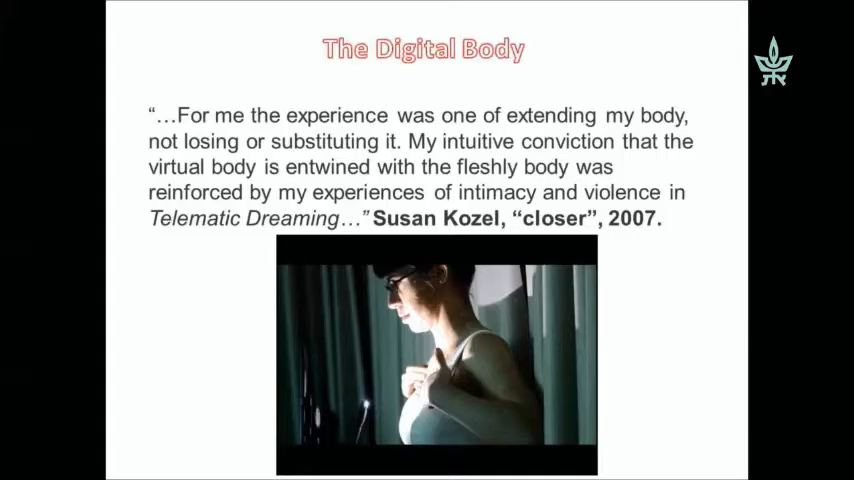 The Digital Body
“…For me the experience was one of extending my body,
not losing or substituting it. My intuitive conviction that the
virtual body is entwined with the fleshly body was
reinforced by my experiences of intimacy and violence in
Telematic Dreaming…” Susan Kozel, “closer”, 2007.
את